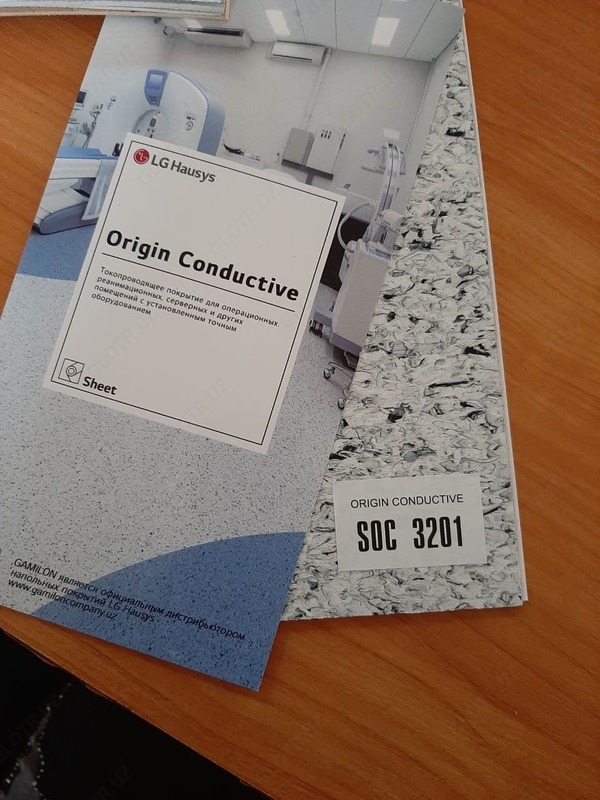 LG Hausys
Origin Conductive
Токопроводящее покрытие для операционных,
реанимационных, серверных и других
помещений с установленным точным
оборудованием
Sheet
GAMILON является официальным дистрибьютором
напольных покрытий LG Hausys
www.gamiloncompany.uz
ORIGIN CONDUCTIVE
SOC 3201